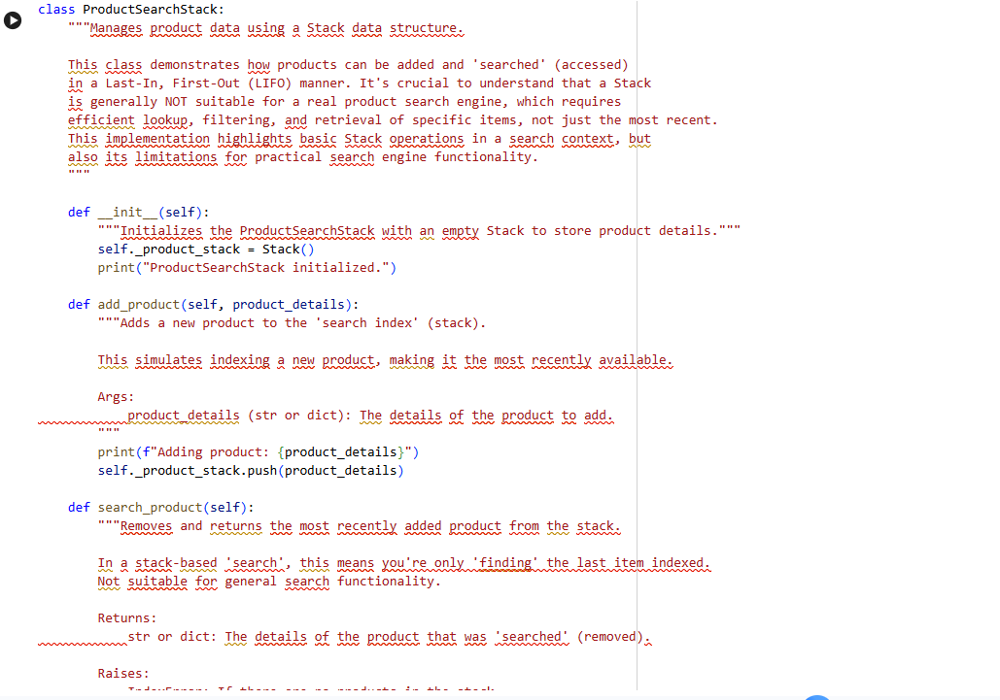 class ProductSearchStack:
"""Manages product data using a Stack data structure.
This class demonstrates how products can be added and 'searched' (accessed)
in a Last-In, First-Out (LIFO) manner. It's crucial to understand that a Stack
is generally NOT suitable for a real product search engine, which requires
efficient lookup, filtering, and retrieval of specific items, not just the most recent.
This implementation highlights basic Stack operations in a search context, but
also its limitations for practical search engine functionality.
"""
def __init__(self):
"""Initializes the ProductSearchStack with an empty Stack to store product details."""
self._product_stack = Stack()
print("ProductSearchStack initialized.")
def add_product(self, product_details):
"""Adds a new product to the 'search index' (stack).
This simulates indexing a new product, making it the most recently available.
Args:
product_details (str or dict): The details of the product to add.
"""
print(f"Adding product: {product_details}")
self._product_stack.push(product_details)
def search_product(self):
"""Removes and returns the most recently added product from the stack.
In a stack-based 'search', this means you're only 'finding' the last item indexed.
Not suitable for general search functionality.
Returns:
str or dict: The details of the product that was 'searched' (removed).
Raises:
IndexError: If there are no products in the stack.